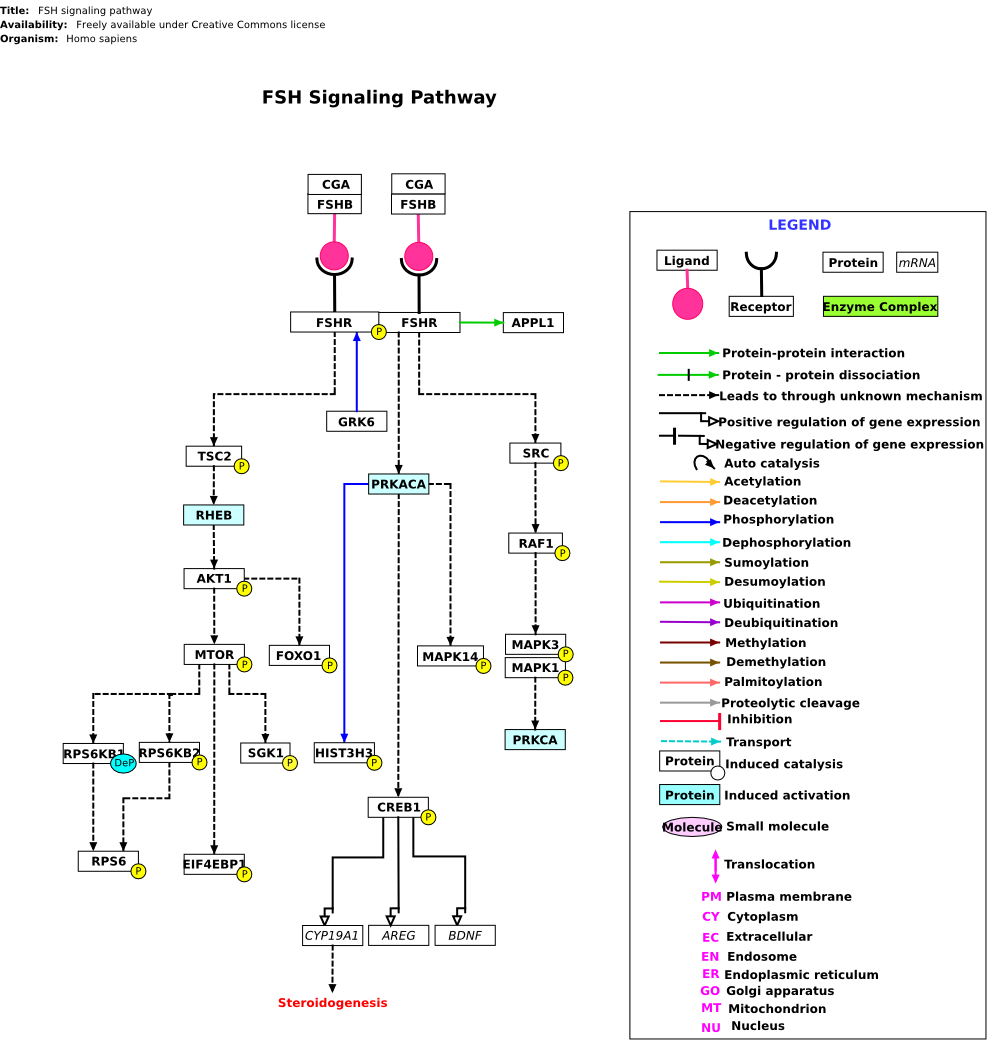 Title: FSH signaling pathway
Availability: Freely available under Creative Commons license
Organism: Homo sapiens
FSH Signaling Pathway
CGA
FSHB
CGA
FSHB
FSHR
P
FSHR
APPL1
GRK6
TSC2
P
SRC
P
PRKACA
RHEB
RAF1
P
AKT1
P
MTOR
P
FOXO1
P
MAPK14
P
MAPK3
P
MAPK1
P
PRKCA
RPS6KB1
DeP
RPS6KB2
P
SGK1
P
HIST3H3
P
CREB1
P
RPS6
P
EIF4EBP1
P
CYP19A1
AREG
BDNF
Steroidogenesis
LEGEND
Ligand
Protein
mRNA
Receptor
Enzyme Complex
Protein-protein interaction
Protein - protein dissociation
Leads to through unknown mechanism
Positive regulation of gene expression
Negative regulation of gene expression
Auto catalysis
Acetylation
Deacetylation
Phosphorylation
Dephosphorylation
Sumoylation
Desumoylation
Ubiquitination
Deubiquitination
Methylation
Demethylation
Palmitoylation
Proteolytic cleavage
Inhibition
Transport
Protein Induced catalysis
Protein Induced activation
Molecule Small molecule
Translocation
PM Plasma membrane
CY Cytoplasm
EC Extracellular
EN Endosome
ER Endoplasmic reticulum
GO Golgi apparatus
MT Mitochondrion
NU Nucleus